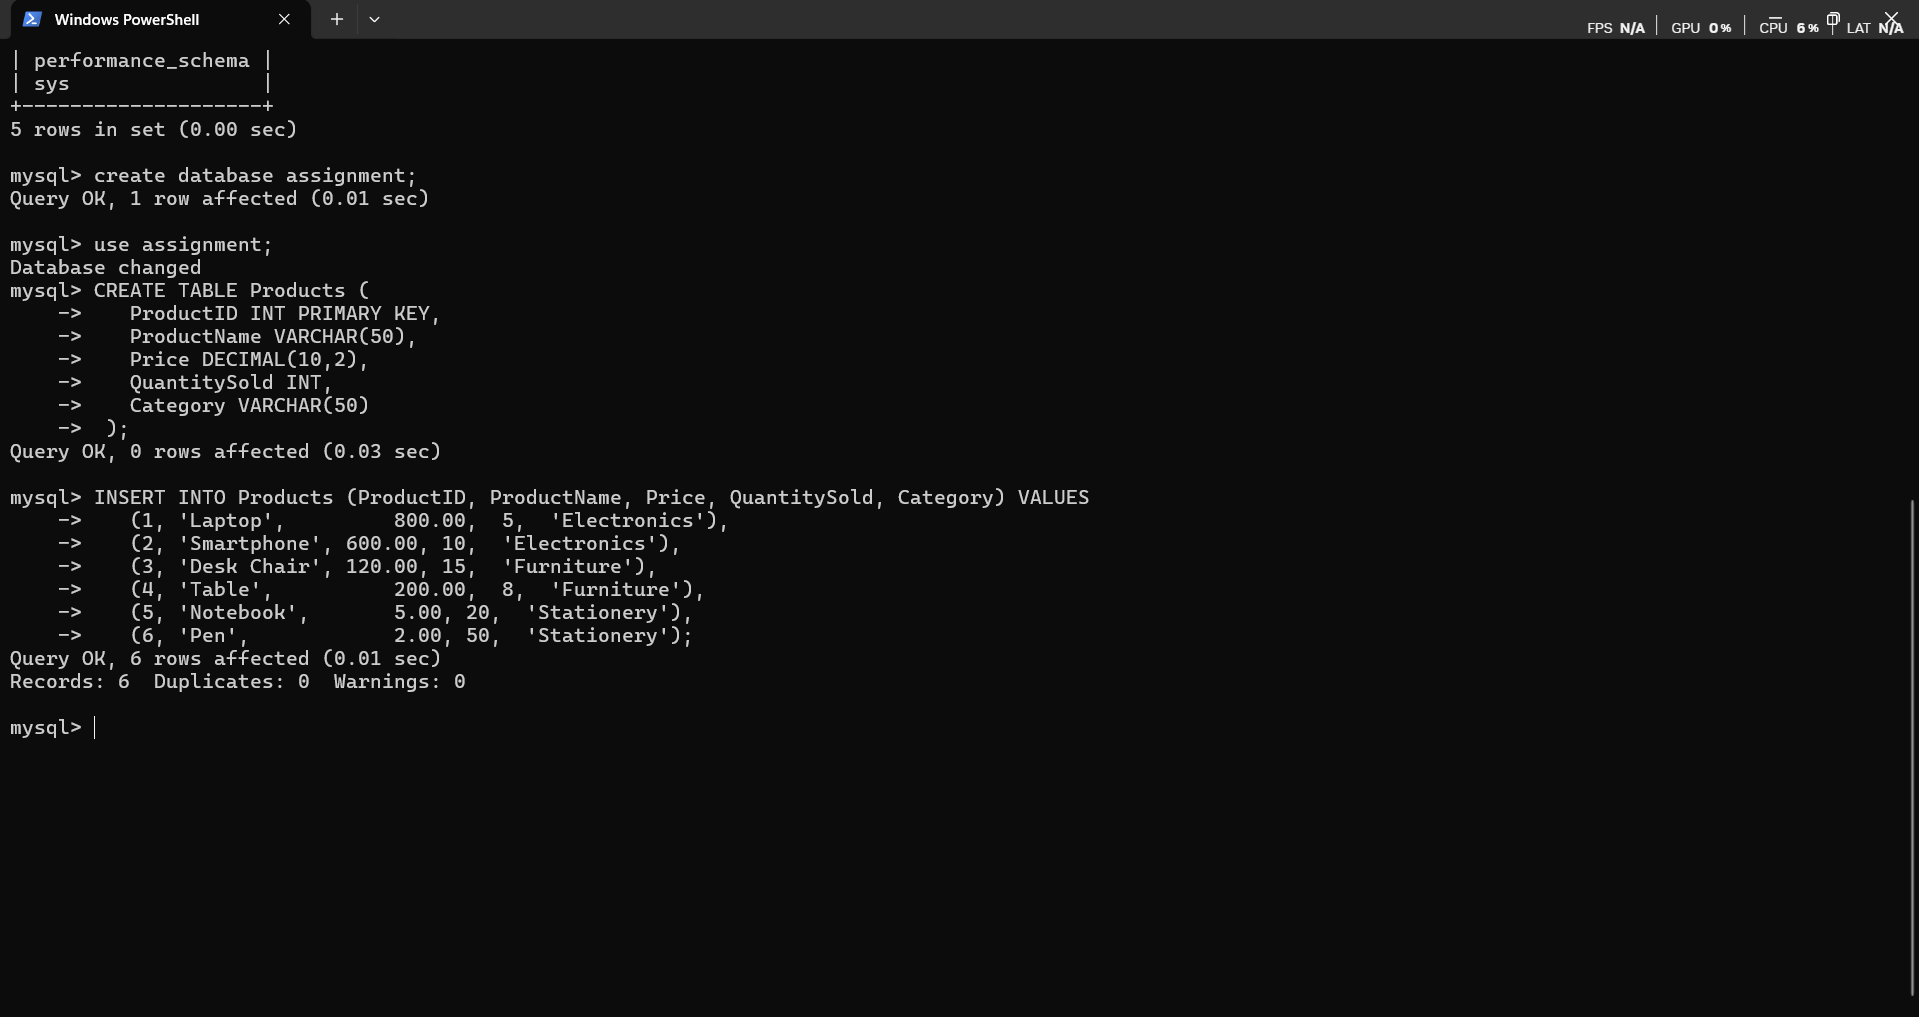 Windows PowerShell
FPS N/A | GPU 0% | CPU 6% | LAT N/A
| performance_schema |
| sys                |
+--------------------+
5 rows in set (0.00 sec)

mysql> create database assignment;
Query OK, 1 row affected (0.01 sec)

mysql> use assignment;
Database changed
mysql> CREATE TABLE Products (
    ->    ProductID INT PRIMARY KEY,
    ->    ProductName VARCHAR(50),
    ->    Price DECIMAL(10,2),
    ->    QuantitySold INT,
    ->    Category VARCHAR(50)
    ->  );
Query OK, 0 rows affected (0.03 sec)

mysql> INSERT INTO Products (ProductID, ProductName, Price, QuantitySold, Category) VALUES
    ->    (1, 'Laptop',         800.00,  5,  'Electronics'),
    ->    (2, 'Smartphone', 600.00, 10,  'Electronics'),
    ->    (3, 'Desk Chair', 120.00, 15,  'Furniture'),
    ->    (4, 'Table',          200.00,  8,  'Furniture'),
    ->    (5, 'Notebook',       5.00, 20,  'Stationery'),
    ->    (6, 'Pen',            2.00, 50,  'Stationery');
Query OK, 6 rows affected (0.01 sec)
Records: 6  Duplicates: 0  Warnings: 0

mysql>